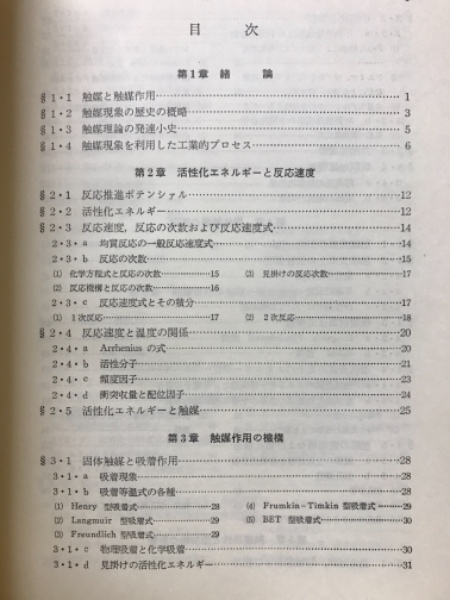 目 次
第1章 緒 論
§1・1 触媒と触媒作用……1
§1・2 触媒現象の歴史の概略……3
§1・3 触媒理論の発達小史……5
§1・4 触媒現象を利用した工業的プロセス……6
第2章 活性化エネルギーと反応速度
§2・1 反応推進ポテンシャル……12
§2・2 活性化エネルギー……12
§2・3 反応速度,反応の次数および反応速度式……14
2・3・a 均質反応の一般反応速度式……14
2・3・b 反応の次数……15
(1) 化学方程式と反応の次数……15 (3) 見掛けの反応次数……17
(2) 反応機構と反応の次数……16
2・3・c 反応速度式とその積分……17
(1) 1次反応……17 (2) 2次反応……18
§2・4 反応速度と温度の関係……20
2・4・a Arrhenius の式……20
2・4・b 活性分子……21
2・4・c 頻度因子……23
2・4・d 衝突収量と配位因子……24
§2・5 活性化エネルギーと触媒……25
第3章 触媒作用の機構
§3・1 固体触媒と吸着作用……28
3・1・a 吸着現象……28
3・1・b 吸着等温式の各種……28
(1) Henry 型吸着式……28 (4) Frumkin-Timkin 型吸着式……29
(2) Langmuir 型吸着式……29 (5) BET 型吸着式……30
(3) Freundlich 型吸着式……29
3・1・c 物理吸着と化学吸着……30
3・1・d 見掛けの活性化エネルギー……31